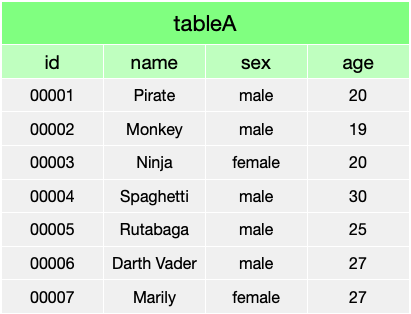 tableA
id name sex age
00001 Pirate male 20
00002 Monkey male 19
00003 Ninja female 20
00004 Spaghetti male 30
00005 Rutabaga male 25
00006 Darth Vader male 27
00007 Marily female 27